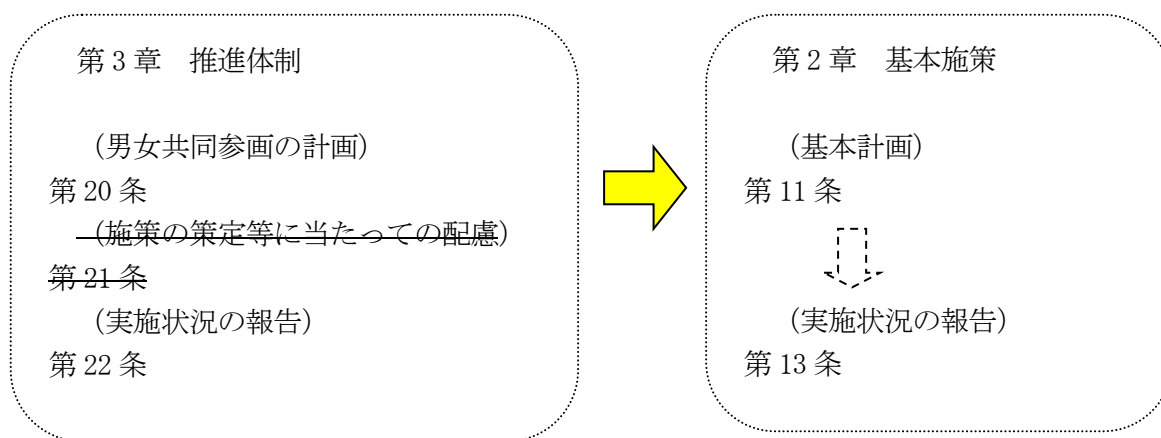 第3章　推進体制
（男女共同参画の計画）
第20条
（施策の策定等に当たっての配慮）
第21条
（実施状況の報告）
第22条
第2章　基本施策
（基本計画）
第11条
（実施状況の報告）
第13条